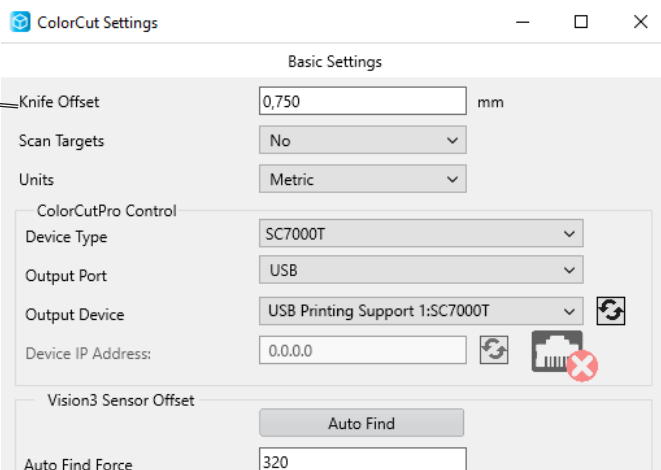 ColorCut Settings
Basic Settings
Knife Offset 0,750 mm
Scan Targets No
Units Metric
ColorCutPro Control
Device Type SC7000T
Output Port USB
Output Device USB Printing Support 1:SC7000T
Device IP Address: 0.0.0.0
Vision3 Sensor Offset
Auto Find
Auto Find Force 320